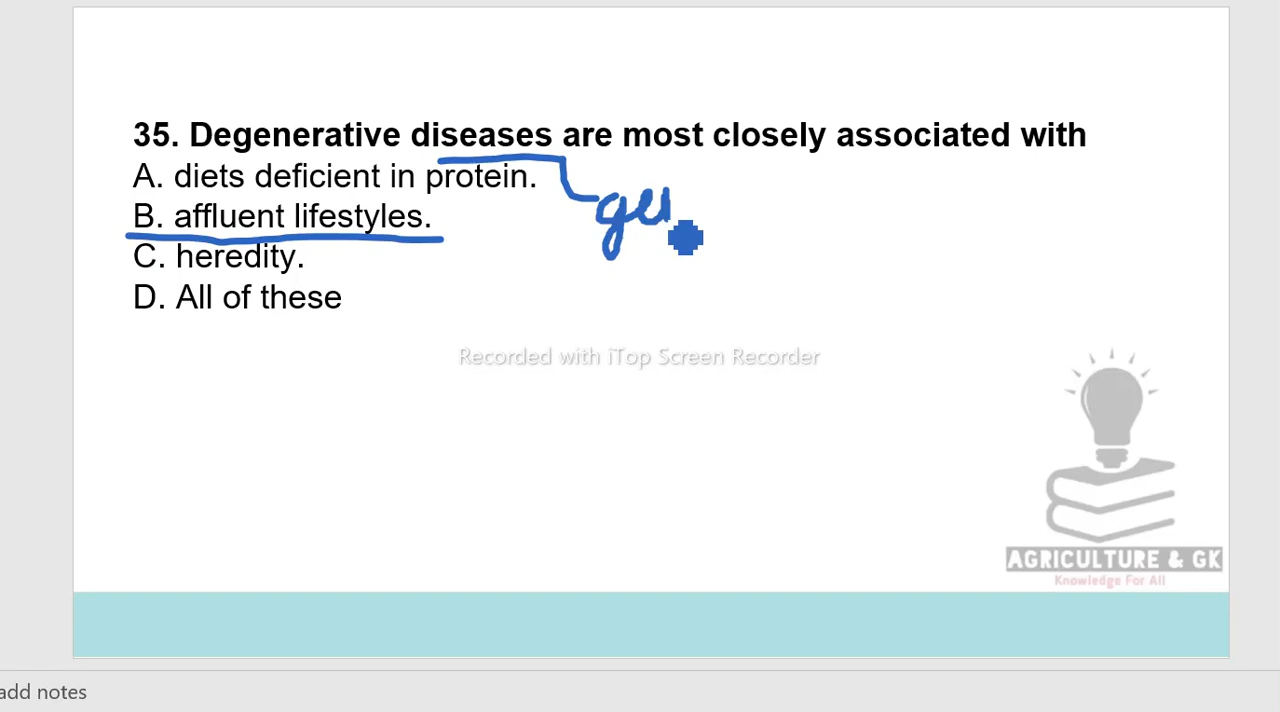 35. Degenerative diseases are most closely associated with
A. diets deficient in protein.
B. affluent lifestyles.
C. heredity.
D. All of these
Recorded with iTop Screen Recorder
AGRICULTURE & GK
Knowledge For All
add notes